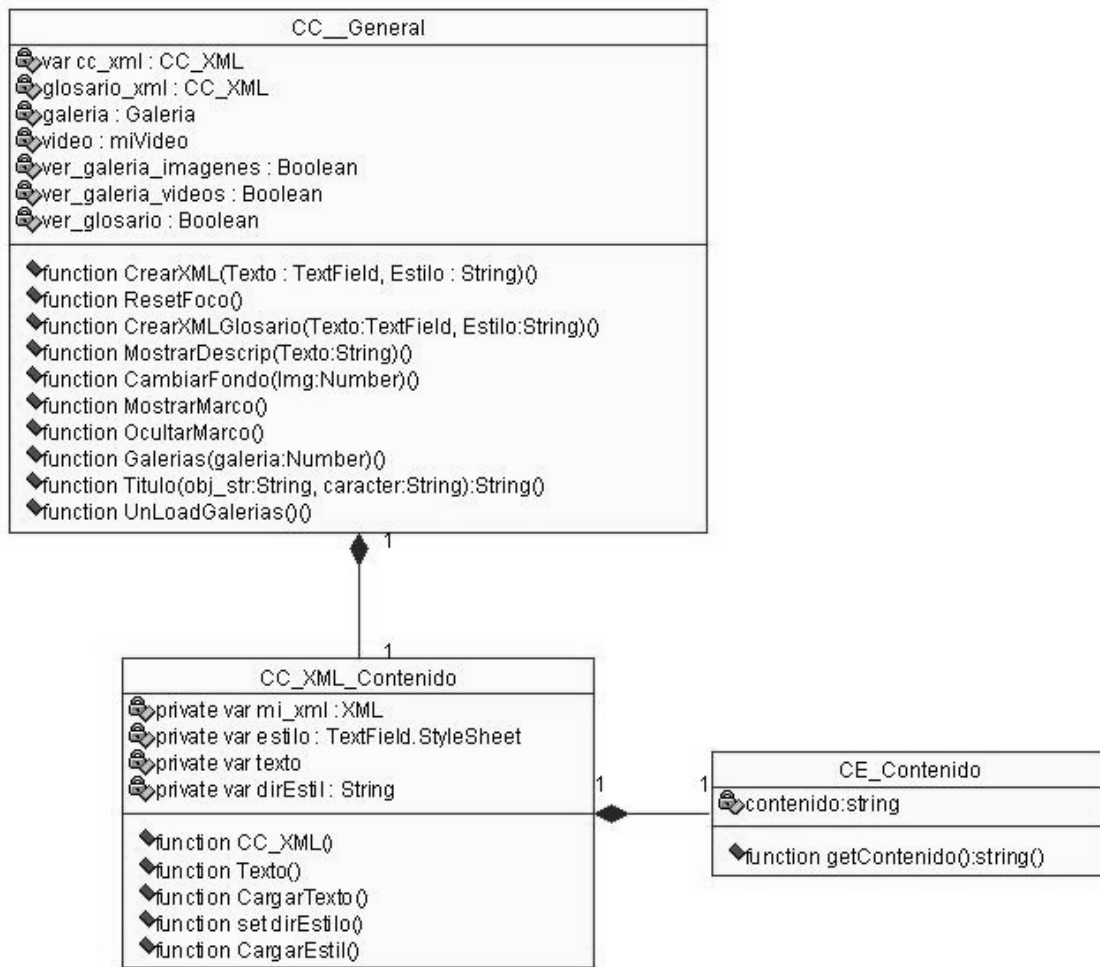 CC__General
var cc_xml : CC_XML
glosario_xml : CC_XML
galeria : Galeria
video : miVideo
ver_galeria_imagenes : Boolean
ver_galeria_videos : Boolean
ver_glosario : Boolean
function CrearXML(Texto : TextField, Estilo : String)()
function ResetFoco()
function CrearXMLGlosario(Texto:TextField, Estilo:String)()
function MostrarDescrip(Texto:String)()
function CambiarFondo(Img:Number)()
function MostrarMarco()
function OcultarMarco()
function Galerias(galeria:Number)()
function Titulo(obj_str:String, caracter:String):String()
function UnLoadGalerias()()
1
1
CC_XML_Contenido
private var mi_xml : XML
private var estilo : TextField.StyleSheet
private var texto
private var dirEstil : String
function CC_XML()
function Texto()
function CargarTexto()
function set dirEstilo()
function CargarEstil()
1
1
CE_Contenido
contenido:string
function getContenido():string()